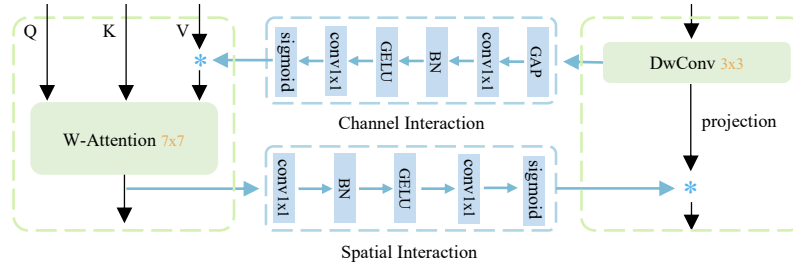 Q
K
V
*
sigmoid
conv1x1
GELU
BN
conv1x1
GAP
DwConv 3x3
Channel Interaction
W-Attention 7x7
projection
conv1x1
BN
GELU
conv1x1
sigmoid
*
Spatial Interaction